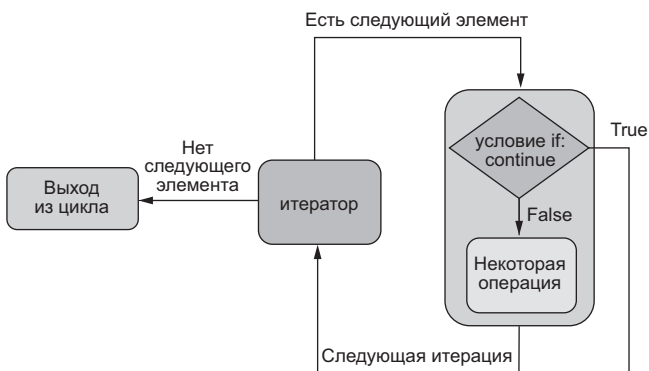 Есть следующий элемент
True
условие if:
continue
Нет
следующего
элемента
Выход
из цикла
итератор
False
Некоторая
операция
Следующая итерация